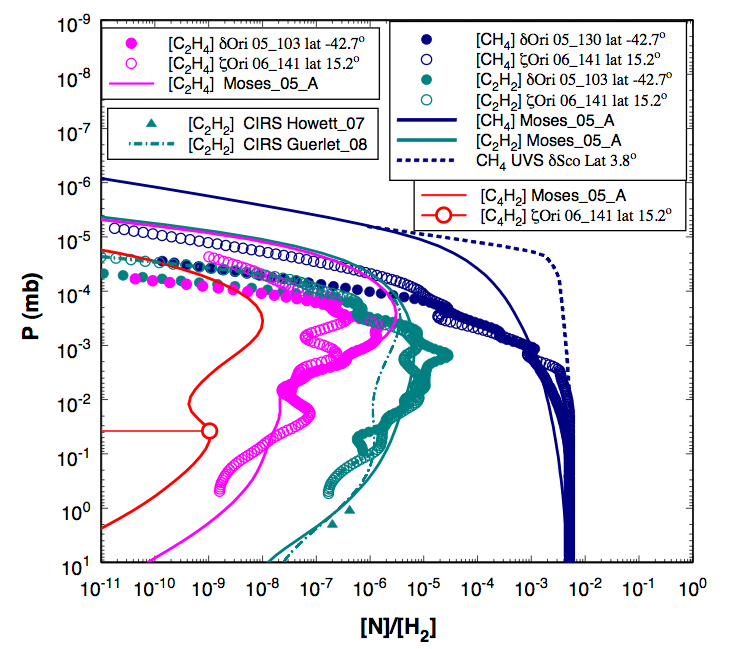 [C₂H₄] δOri 05_103 lat -42.7°
[C₂H₄] ζOri 06_141 lat 15.2°
[C₂H₄] Moses_05_A
[C₂H₂] CIRS Howett_07
[C₂H₂] CIRS Guerlet_08
[CH₄] δOri 05_130 lat -42.7°
[CH₄] ζOri 06_141 lat 15.2°
[C₂H₂] δOri 05_103 lat -42.7°
[C₂H₂] ζOri 06_141 lat 15.2°
[CH₄] Moses_05_A
[C₂H₂] Moses_05_A
CH₄ UVS δSco Lat 3.8°
[C₄H₂] Moses_05_A
[C₄H₂] ζOri 06_141 lat 15.2°
P (mb)
10⁻⁹
10⁻⁸
10⁻⁷
10⁻⁶
10⁻⁵
10⁻⁴
10⁻³
10⁻²
10⁻¹
10⁰
10¹
10⁻¹¹ 10⁻¹⁰ 10⁻⁹ 10⁻⁸ 10⁻⁷ 10⁻⁶ 10⁻⁵ 10⁻⁴ 10⁻³ 10⁻² 10⁻¹ 10⁰
[N]/[H₂]